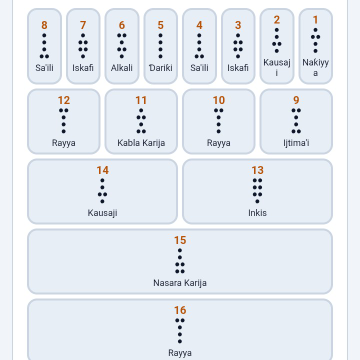 8 7 6 5 4 3 2 1
Sa'ili Iskafi Alkali 'Dariki Sa'ili Iskafi Kausaj Nakiyy
i a
12 11 10 9
Rayya Kabla Karija Rayya Ijtima'i
14 13
Kausaji Inkis
15
Nasara Karija
16
Rayya